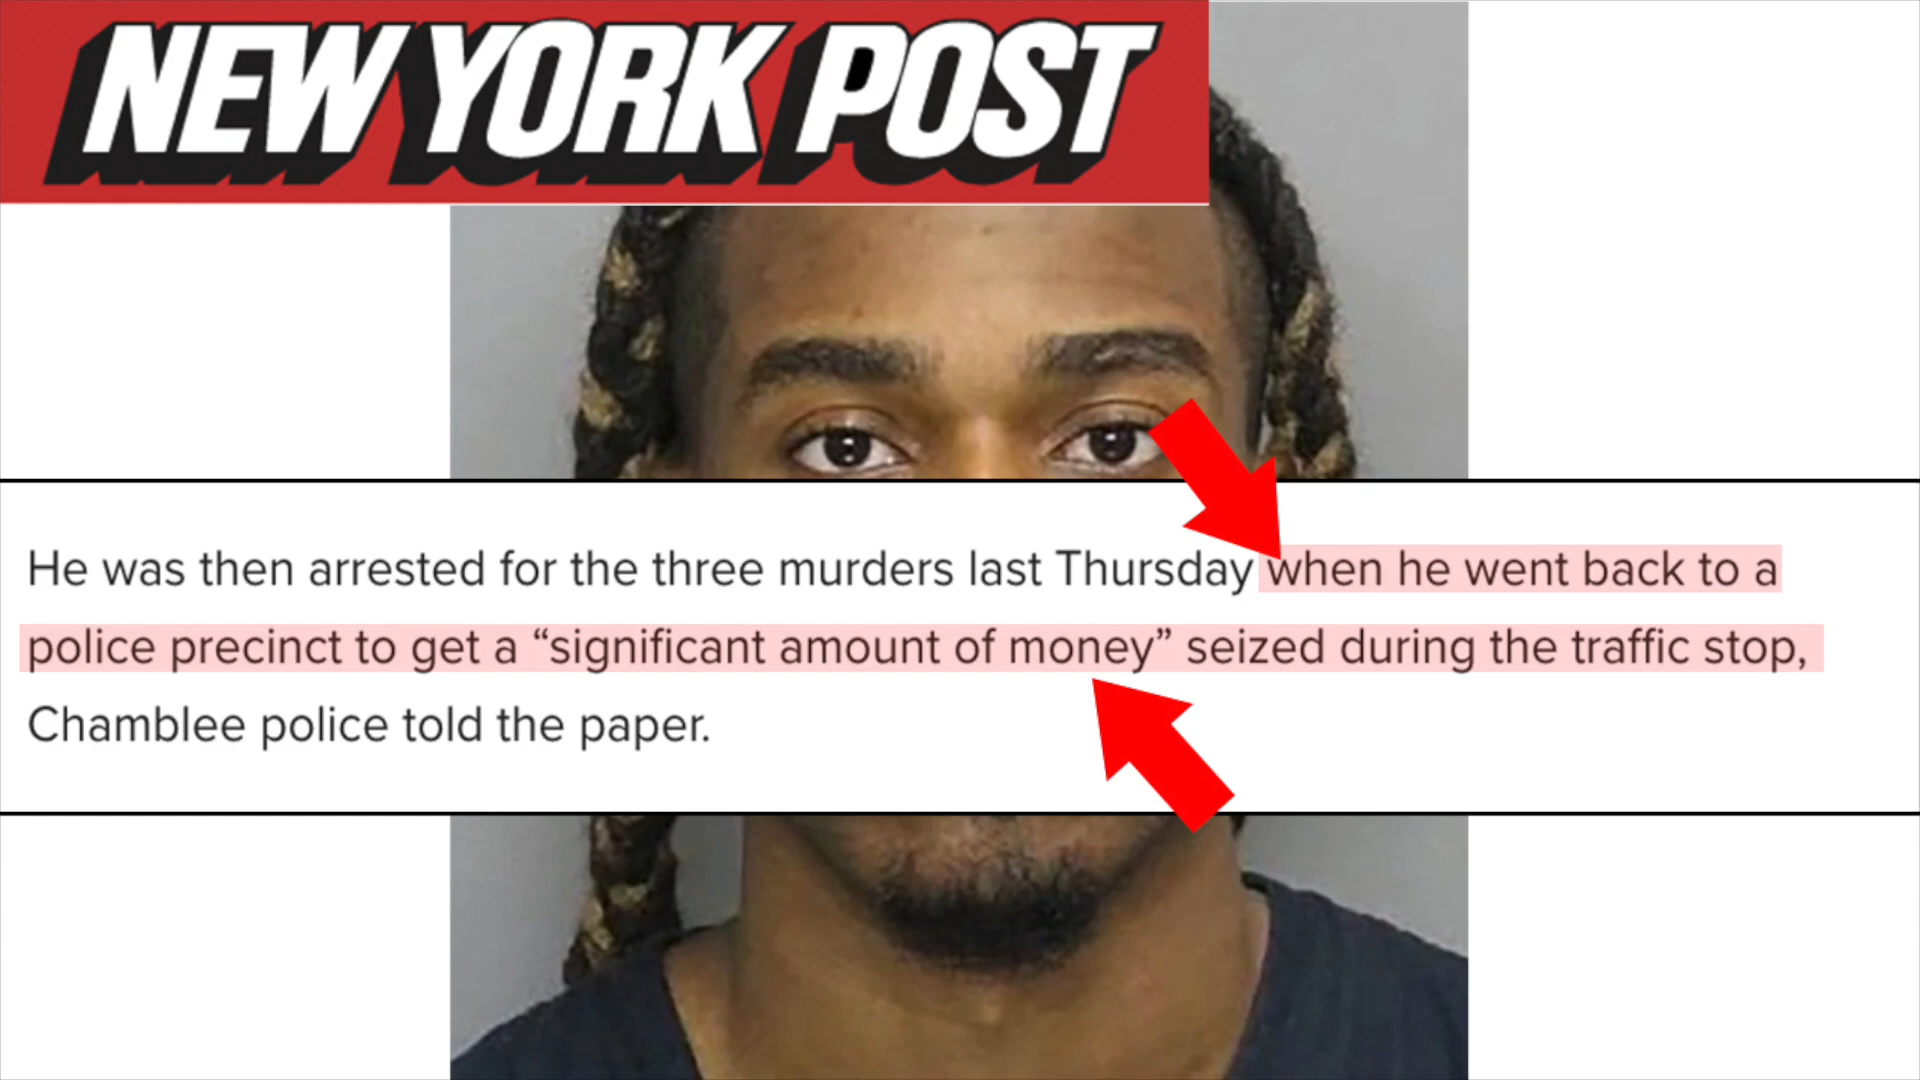 NEW YORK POST
He was then arrested for the three murders last Thursday when he went back to a
police precinct to get a “significant amount of money” seized during the traffic stop,
Chamblee police told the paper.